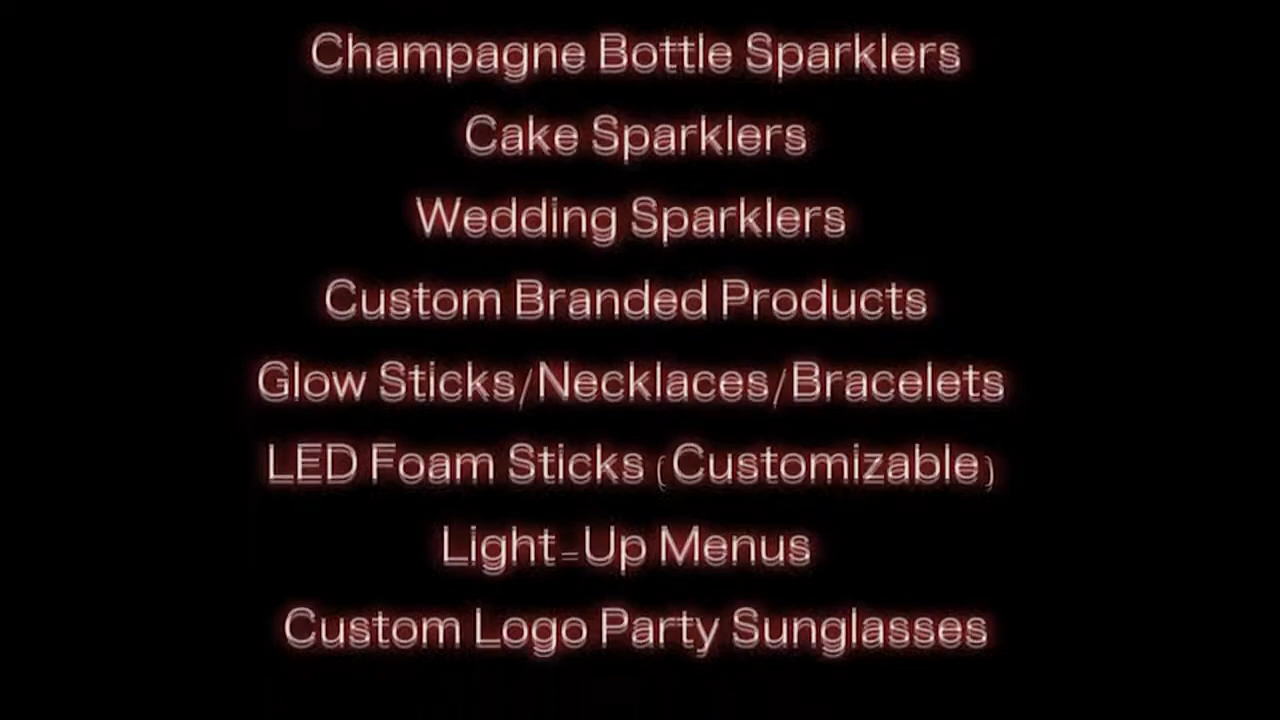 Champagne Bottle Sparklers
Cake Sparklers
Wedding Sparklers
Custom Branded Products
Glow Sticks/Necklaces/Bracelets
LED Foam Sticks (Customizable)
Light-Up Menus
Custom Logo Party Sunglasses